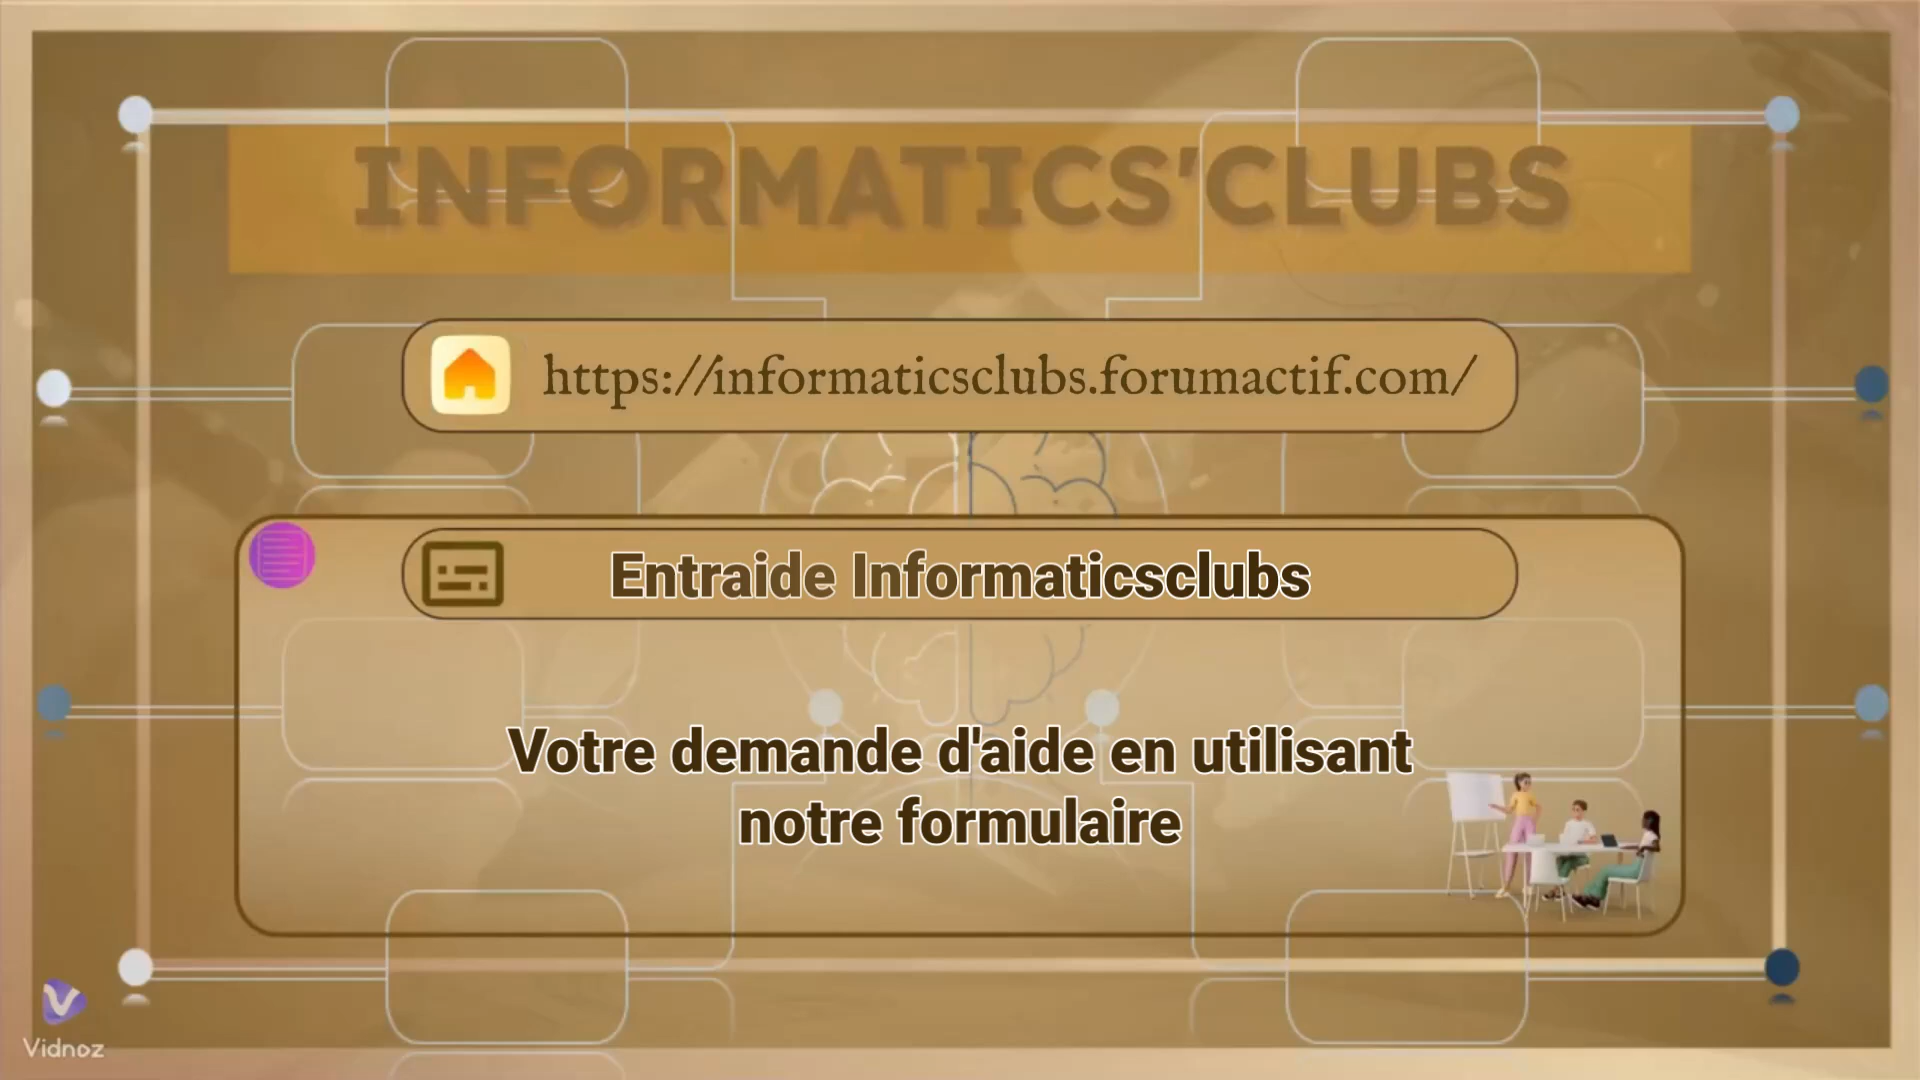 INFORMATICS'CLUBS
https://informaticsclubs.forumactif.com/
Entraide Informaticsclubs
Votre demande d'aide en utilisant
notre formulaire
Vidnoz